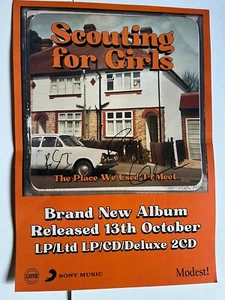 Scouting
for Girls
The Place We Used To Meet
Brand New Album
Released 13th October
LP/Ltd LP/CD/Deluxe 2CD
SONY MUSIC
Modest!